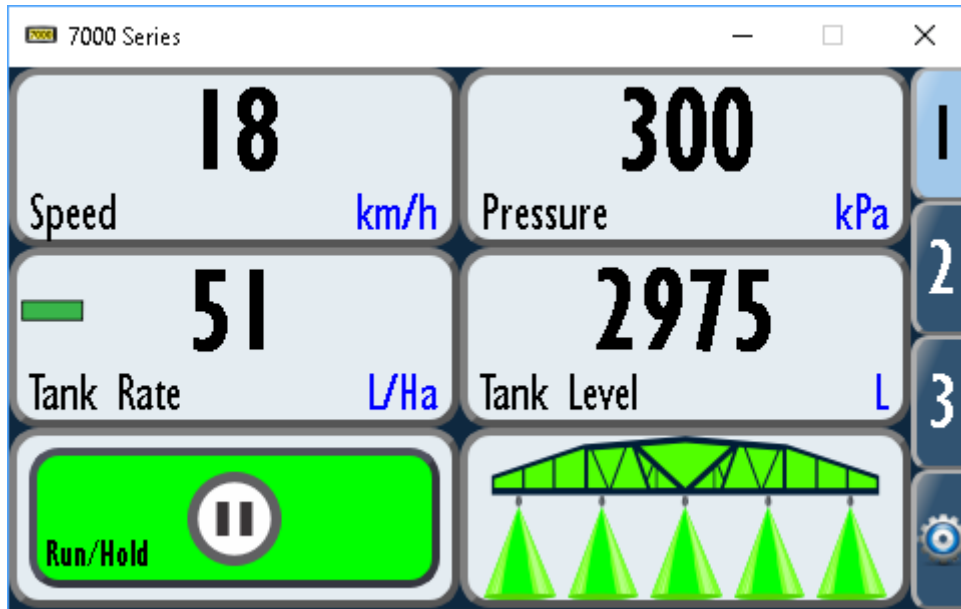 7000 7000 Series
18
Speed km/h
300
Pressure kPa
51
Tank Rate L/Ha
2975
Tank Level L
Run/Hold
1
2
3